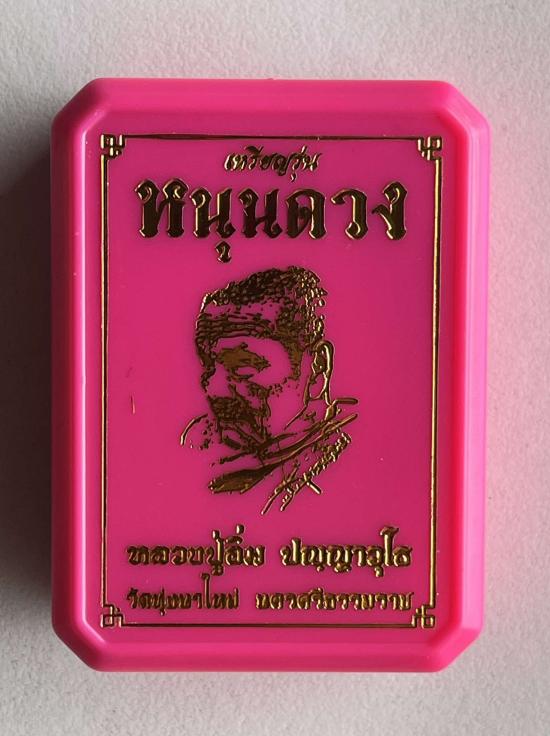 เหรียญรุ่น
หนุนดวง
หลวงปู่อิ่ม ปญฺญาวุโธ
วัดทุ่งนาใหม่ นครศรีธรรมราช